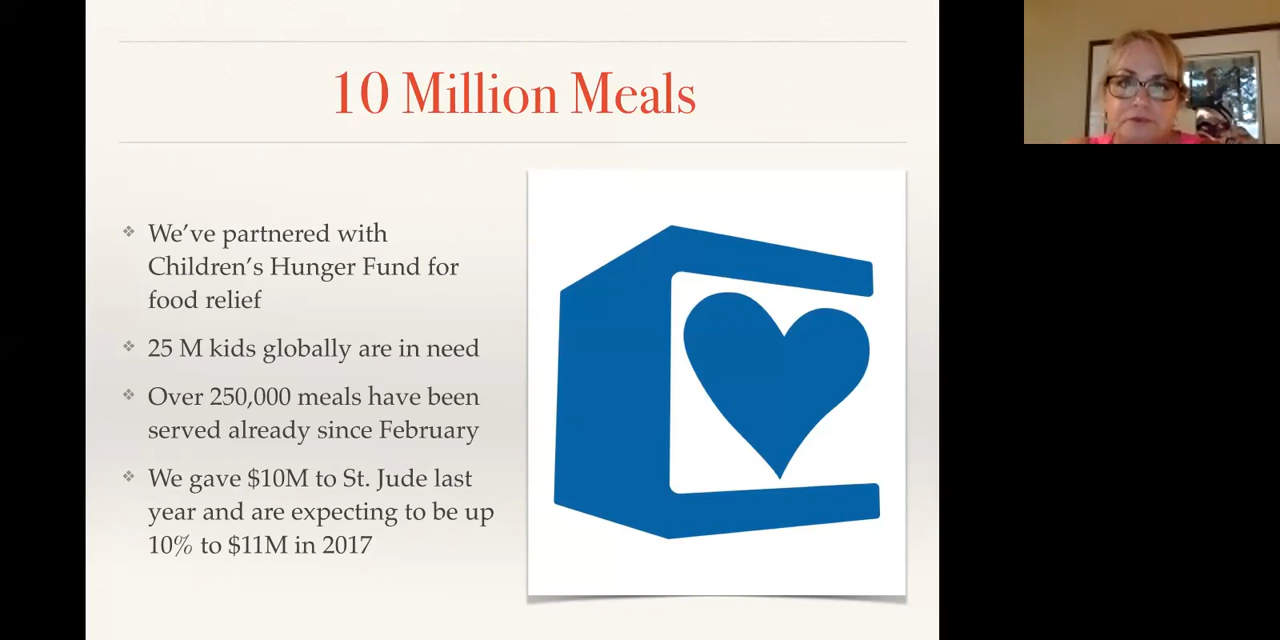 10 Million Meals
We’ve partnered with
Children’s Hunger Fund for
food relief
25 M kids globally are in need
Over 250,000 meals have been
served already since February
We gave $10M to St. Jude last
year and are expecting to be up
10% to $11M in 2017